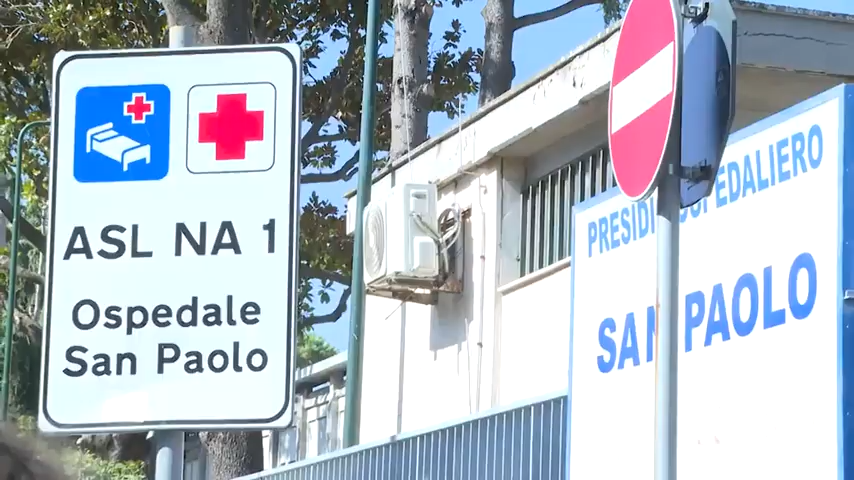 ASL NA 1
Ospedale
San Paolo
PRESIDIO OSPEDALIERO
SAN PAOLO